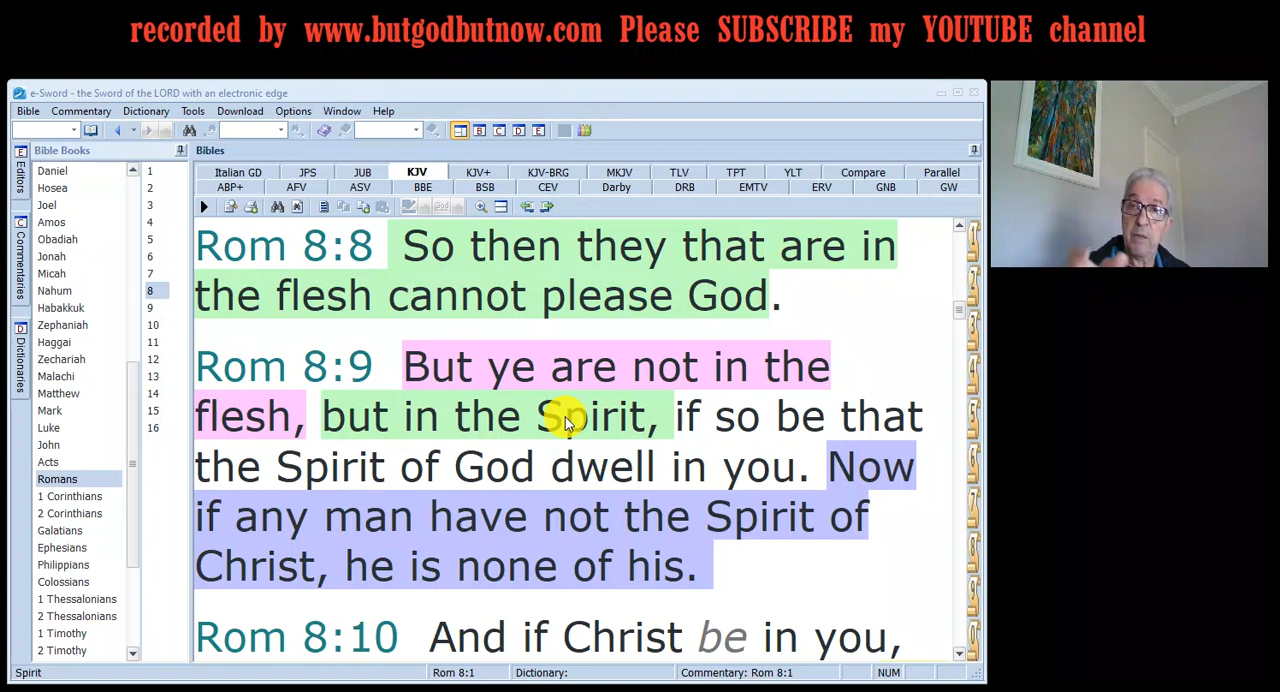 recorded by www.butgodbutnow.com Please SUBSCRIBE my YOUTUBE channel
e-Sword - the Sword of the LORD with an electronic edge
Bible Commentary Dictionary Tools Download Options Window Help
B C D E
Bible Books
Bibles
Editors
Commentaries
Dictionaries
Daniel
Hosea
Joel
Amos
Obadiah
Jonah
Micah
Nahum
Habakkuk
Zephaniah
Haggai
Zechariah
Malachi
Matthew
Mark
Luke
John
Acts
Romans
1 Corinthians
2 Corinthians
Galatians
Ephesians
Philippians
Colossians
1 Thessalonians
2 Thessalonians
1 Timothy
2 Timothy
1
2
3
4
5
6
7
8
9
10
11
12
13
14
15
16
Italian GD JPS JUB KJV KJV+ KJV-BRG MKJV TLV TPT YLT Compare Parallel
ABP+ AFV ASV BBE BSB CEV Darby DRB EMTV ERV GNB GW
Rom 8:8 So then they that are in
the flesh cannot please God.
Rom 8:9 But ye are not in the
flesh, but in the Spirit, if so be that
the Spirit of God dwell in you. Now
if any man have not the Spirit of
Christ, he is none of his.
Rom 8:10 And if Christ be in you,
Spirit
Rom 8:1
Dictionary:
Commentary: Rom 8:1
NUM